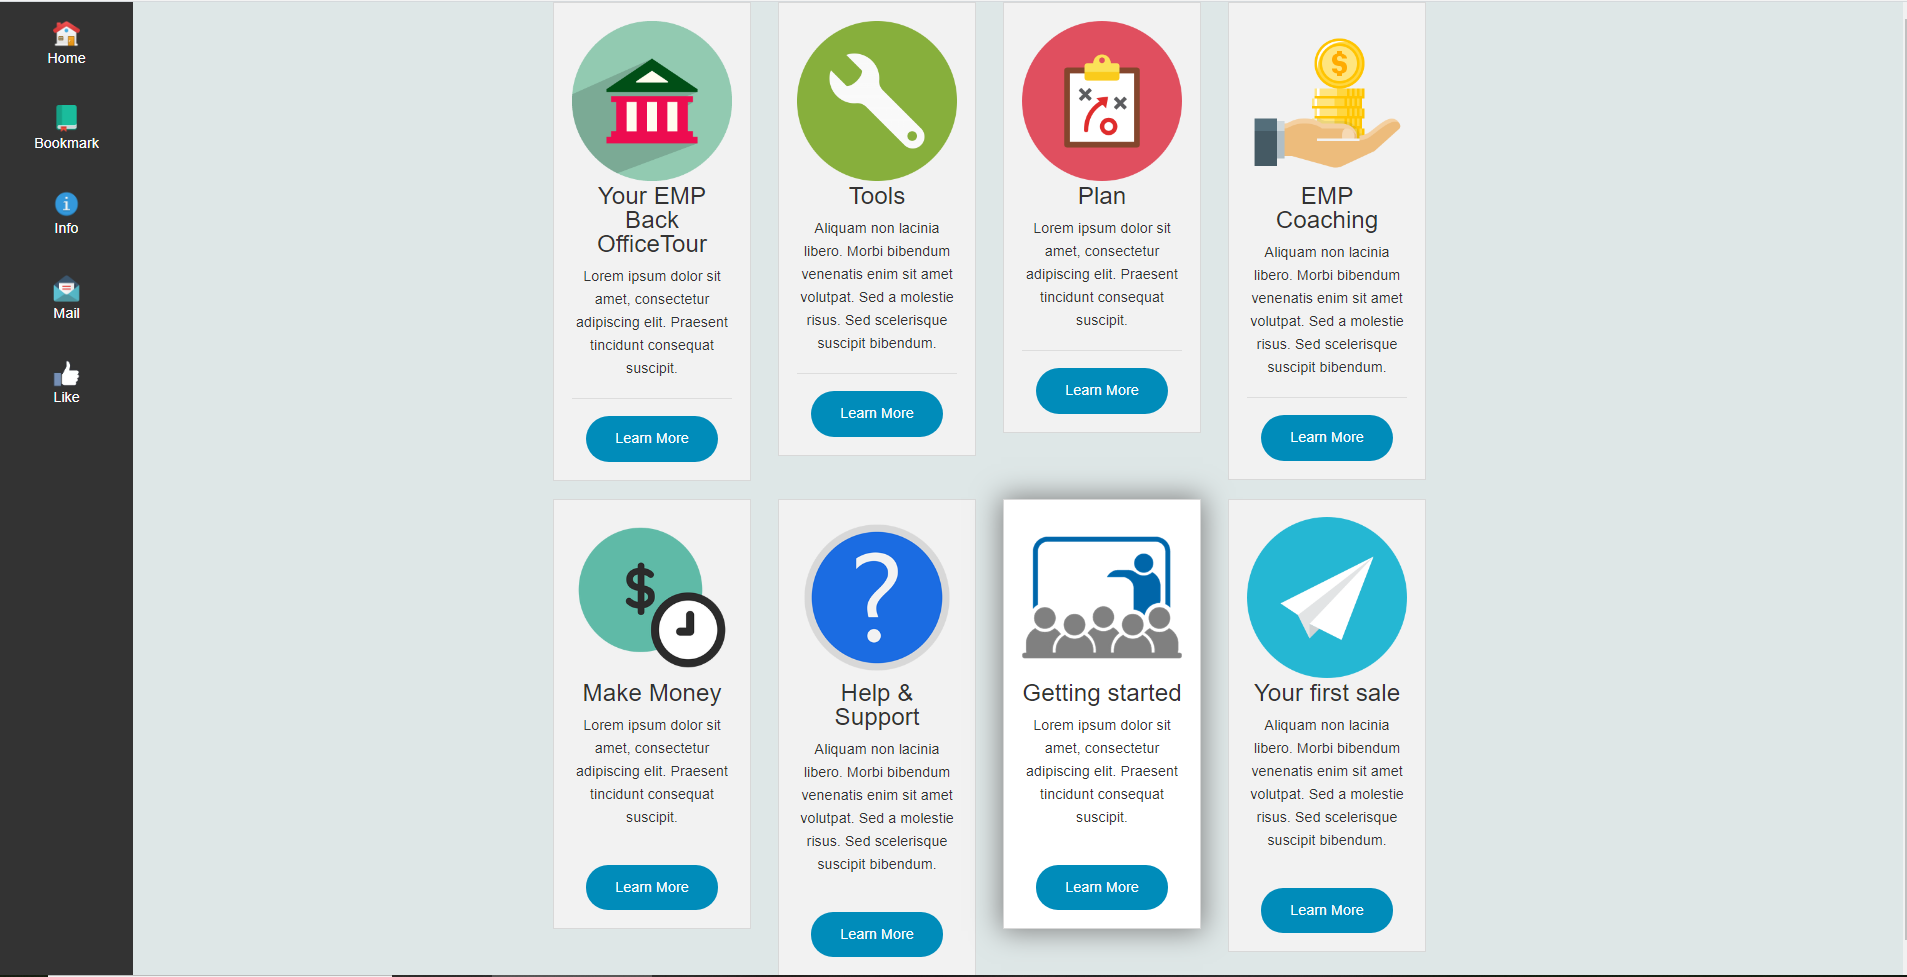 Home
Bookmark
Info
Mail
Like
Your EMP
Back
OfficeTour
Lorem ipsum dolor sit
amet, consectetur
adipiscing elit. Praesent
tincidunt consequat
suscipit.
Learn More
Tools
Aliquam non lacinia
libero. Morbi bibendum
venenatis enim sit amet
volutpat. Sed a molestie
risus. Sed scelerisque
suscipit bibendum.
Learn More
Plan
Lorem ipsum dolor sit
amet, consectetur
adipiscing elit. Praesent
tincidunt consequat
suscipit.
Learn More
$
EMP
Coaching
Aliquam non lacinia
libero. Morbi bibendum
venenatis enim sit amet
volutpat. Sed a molestie
risus. Sed scelerisque
suscipit bibendum.
Learn More
$
Make Money
Lorem ipsum dolor sit
amet, consectetur
adipiscing elit. Praesent
tincidunt consequat
suscipit.
Learn More
?
Help &
Support
Aliquam non lacinia
libero. Morbi bibendum
venenatis enim sit amet
volutpat. Sed a molestie
risus. Sed scelerisque
suscipit bibendum.
Learn More
Getting started
Lorem ipsum dolor sit
amet, consectetur
adipiscing elit. Praesent
tincidunt consequat
suscipit.
Learn More
Your first sale
Aliquam non lacinia
libero. Morbi bibendum
venenatis enim sit amet
volutpat. Sed a molestie
risus. Sed scelerisque
suscipit bibendum.
Learn More